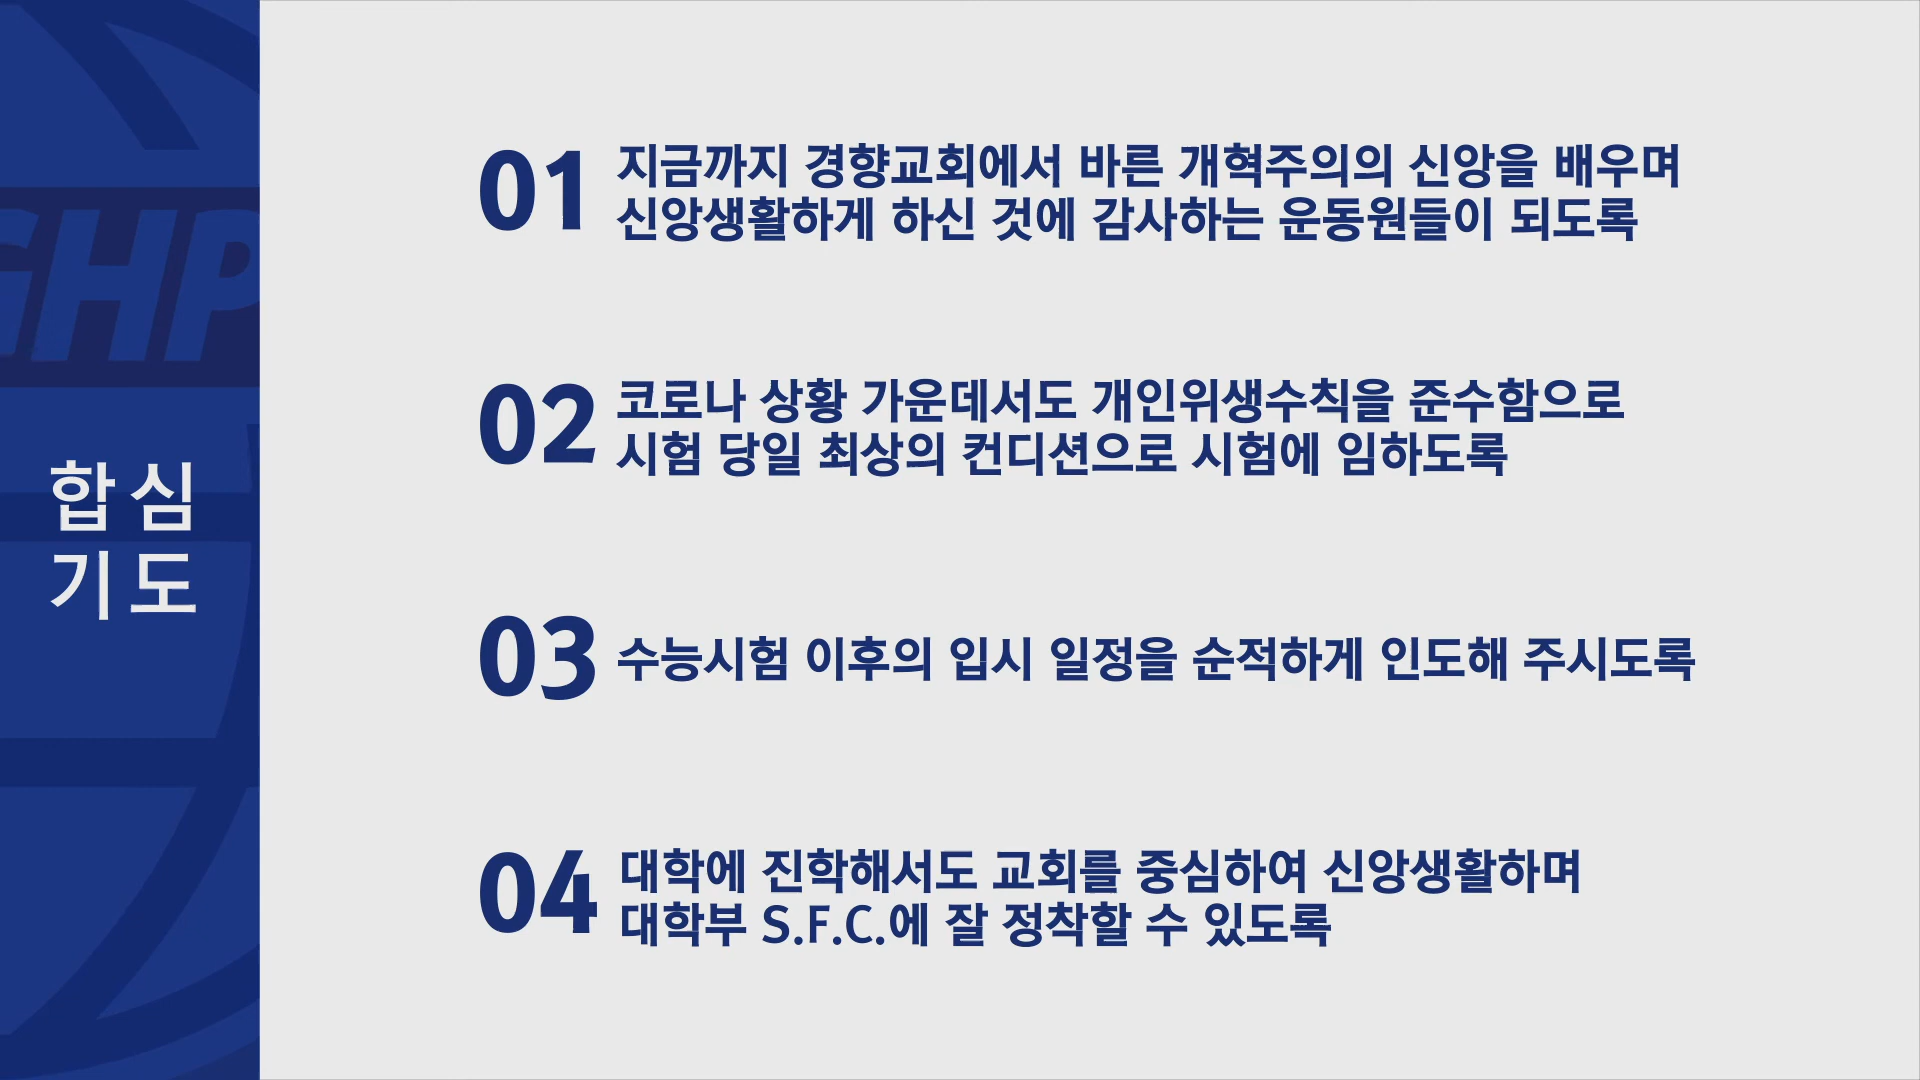 GHP
합심
기도
01
지금까지 경향교회에서 바른 개혁주의의 신앙을 배우며
신앙생활하게 하신 것에 감사하는 운동원들이 되도록
02
코로나 상황 가운데서도 개인위생수칙을 준수함으로
시험 당일 최상의 컨디션으로 시험에 임하도록
03
수능시험 이후의 입시 일정을 순적하게 인도해 주시도록
04
대학에 진학해서도 교회를 중심하여 신앙생활하며
대학부 S.F.C.에 잘 정착할 수 있도록